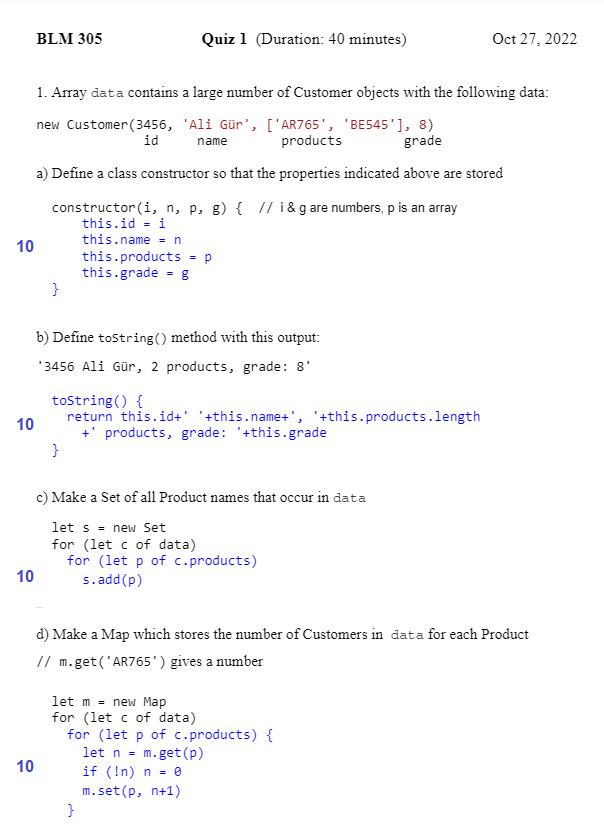 BLM 305 Quiz 1 (Duration: 40 minutes) Oct 27, 2022
1. Array data contains a large number of Customer objects with the following data:
new Customer(3456, 'Ali Gür', ['AR765', 'BE545'], 8)
id name products grade
a) Define a class constructor so that the properties indicated above are stored
constructor(i, n, p, g) { // i & g are numbers, p is an array
this.id = i
10 this.name = n
this.products = p
this.grade = g
}
b) Define toString() method with this output:
'3456 Ali Gür, 2 products, grade: 8'
toString() {
10 return this.id+' '+this.name+', '+this.products.length
+' products, grade: '+this.grade
}
c) Make a Set of all Product names that occur in data
let s = new Set
for (let c of data)
for (let p of c.products)
10 s.add(p)
d) Make a Map which stores the number of Customers in data for each Product
// m.get('AR765') gives a number
let m = new Map
for (let c of data)
for (let p of c.products) {
let n = m.get(p)
10 if (!n) n = 0
m.set(p, n+1)
}